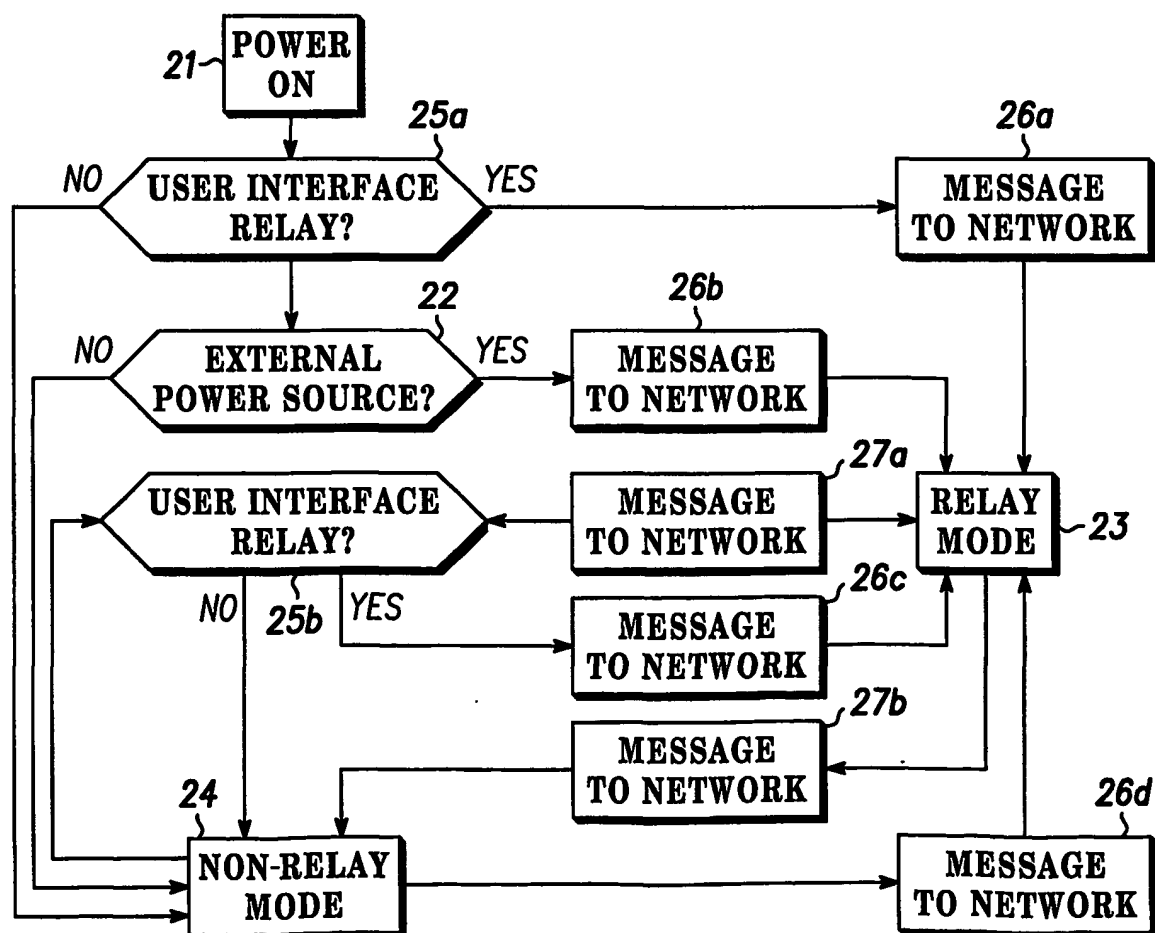 21
POWER
ON
25a
26a
NO
USER INTERFACE
RELAY?
YES
MESSAGE
TO NETWORK
22
26b
NO
EXTERNAL
POWER SOURCE?
YES
MESSAGE
TO NETWORK
27a
USER INTERFACE
RELAY?
MESSAGE
TO NETWORK
RELAY
MODE
23
NO
25b
YES
26c
MESSAGE
TO NETWORK
27b
MESSAGE
TO NETWORK
24
26d
NON-RELAY
MODE
MESSAGE
TO NETWORK